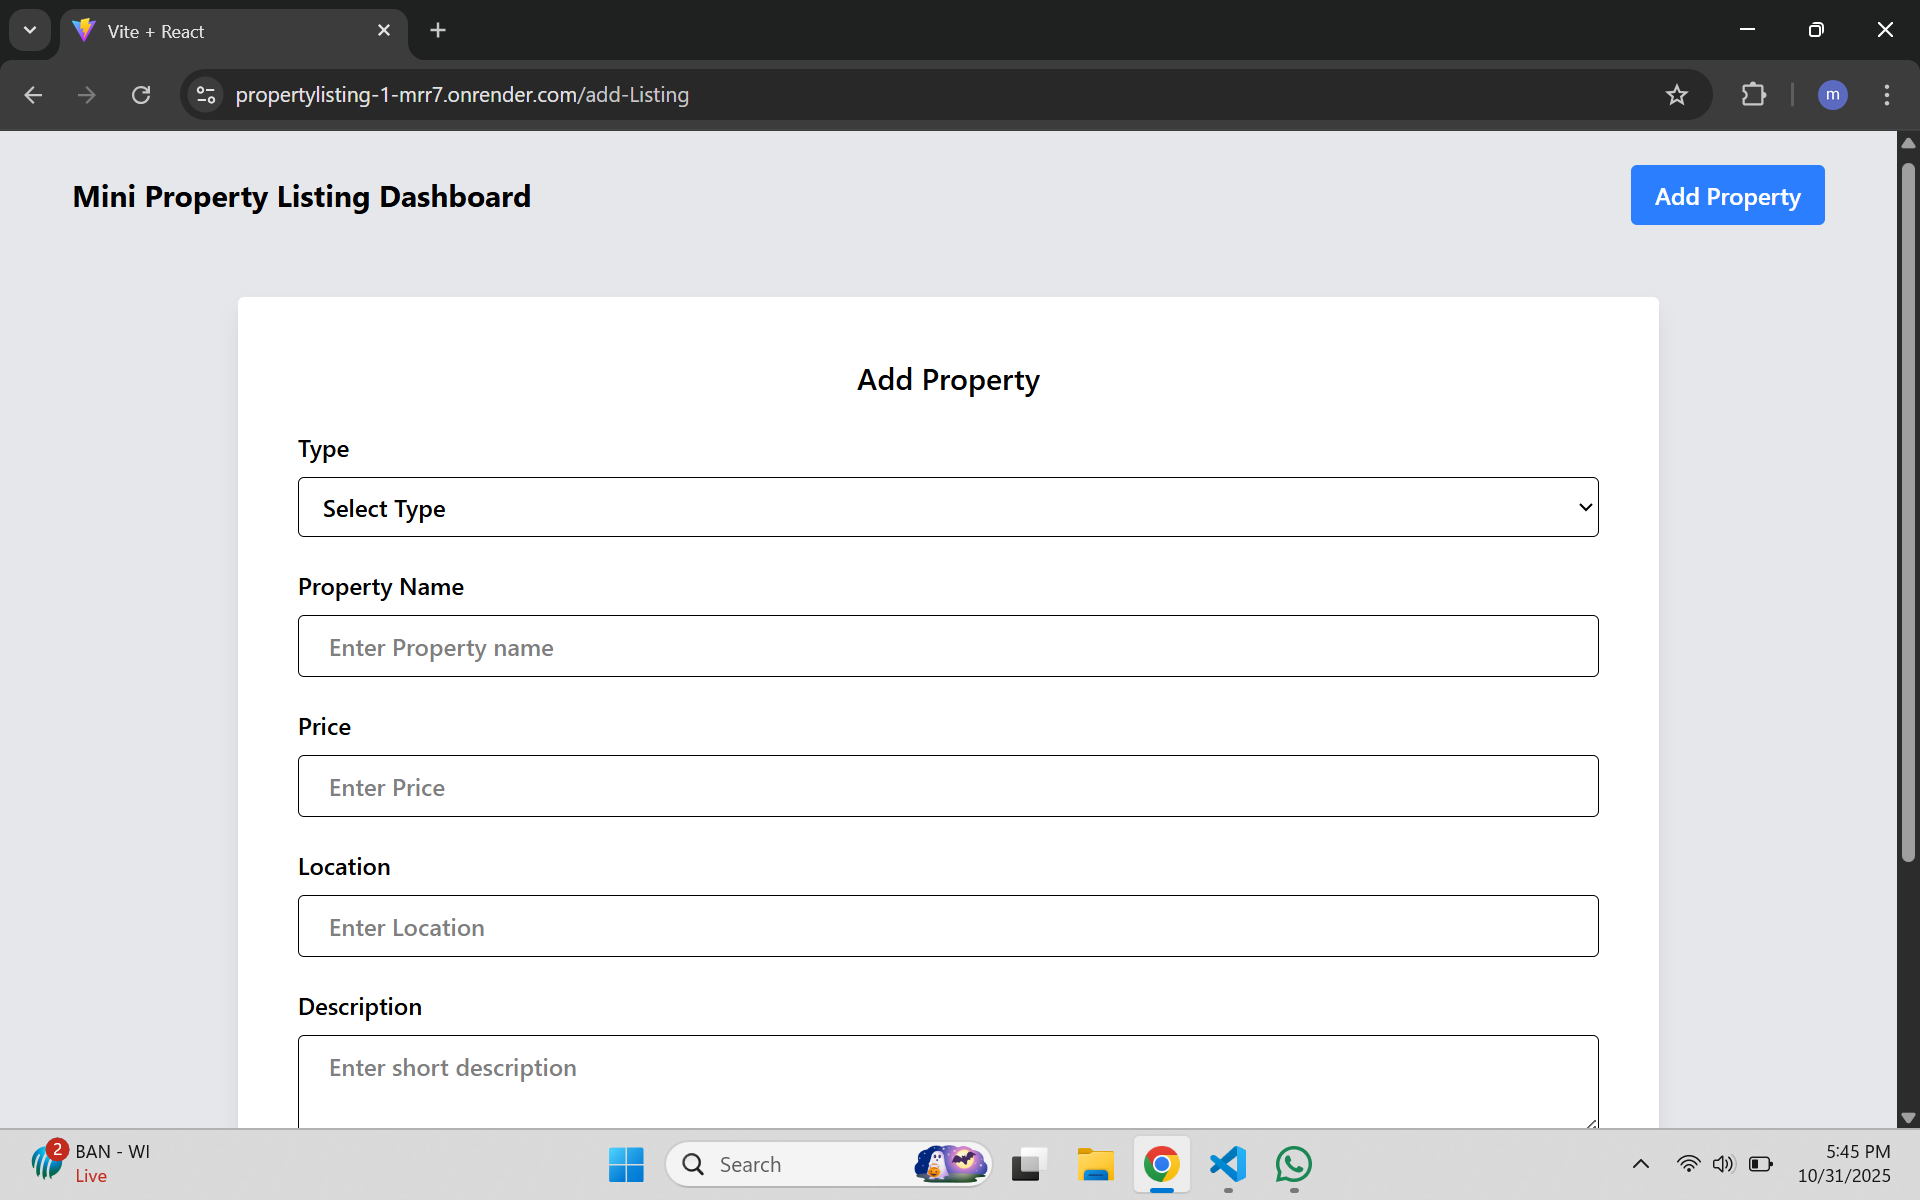 Vite + React
propertylisting-1-mrr7.onrender.com/add-Listing
m
Mini Property Listing Dashboard
Add Property
Add Property
Type
Select Type
Property Name
Enter Property name
Price
Enter Price
Location
Enter Location
Description
Enter short description
2
BAN - WI
Live
Search
5:45 PM
10/31/2025